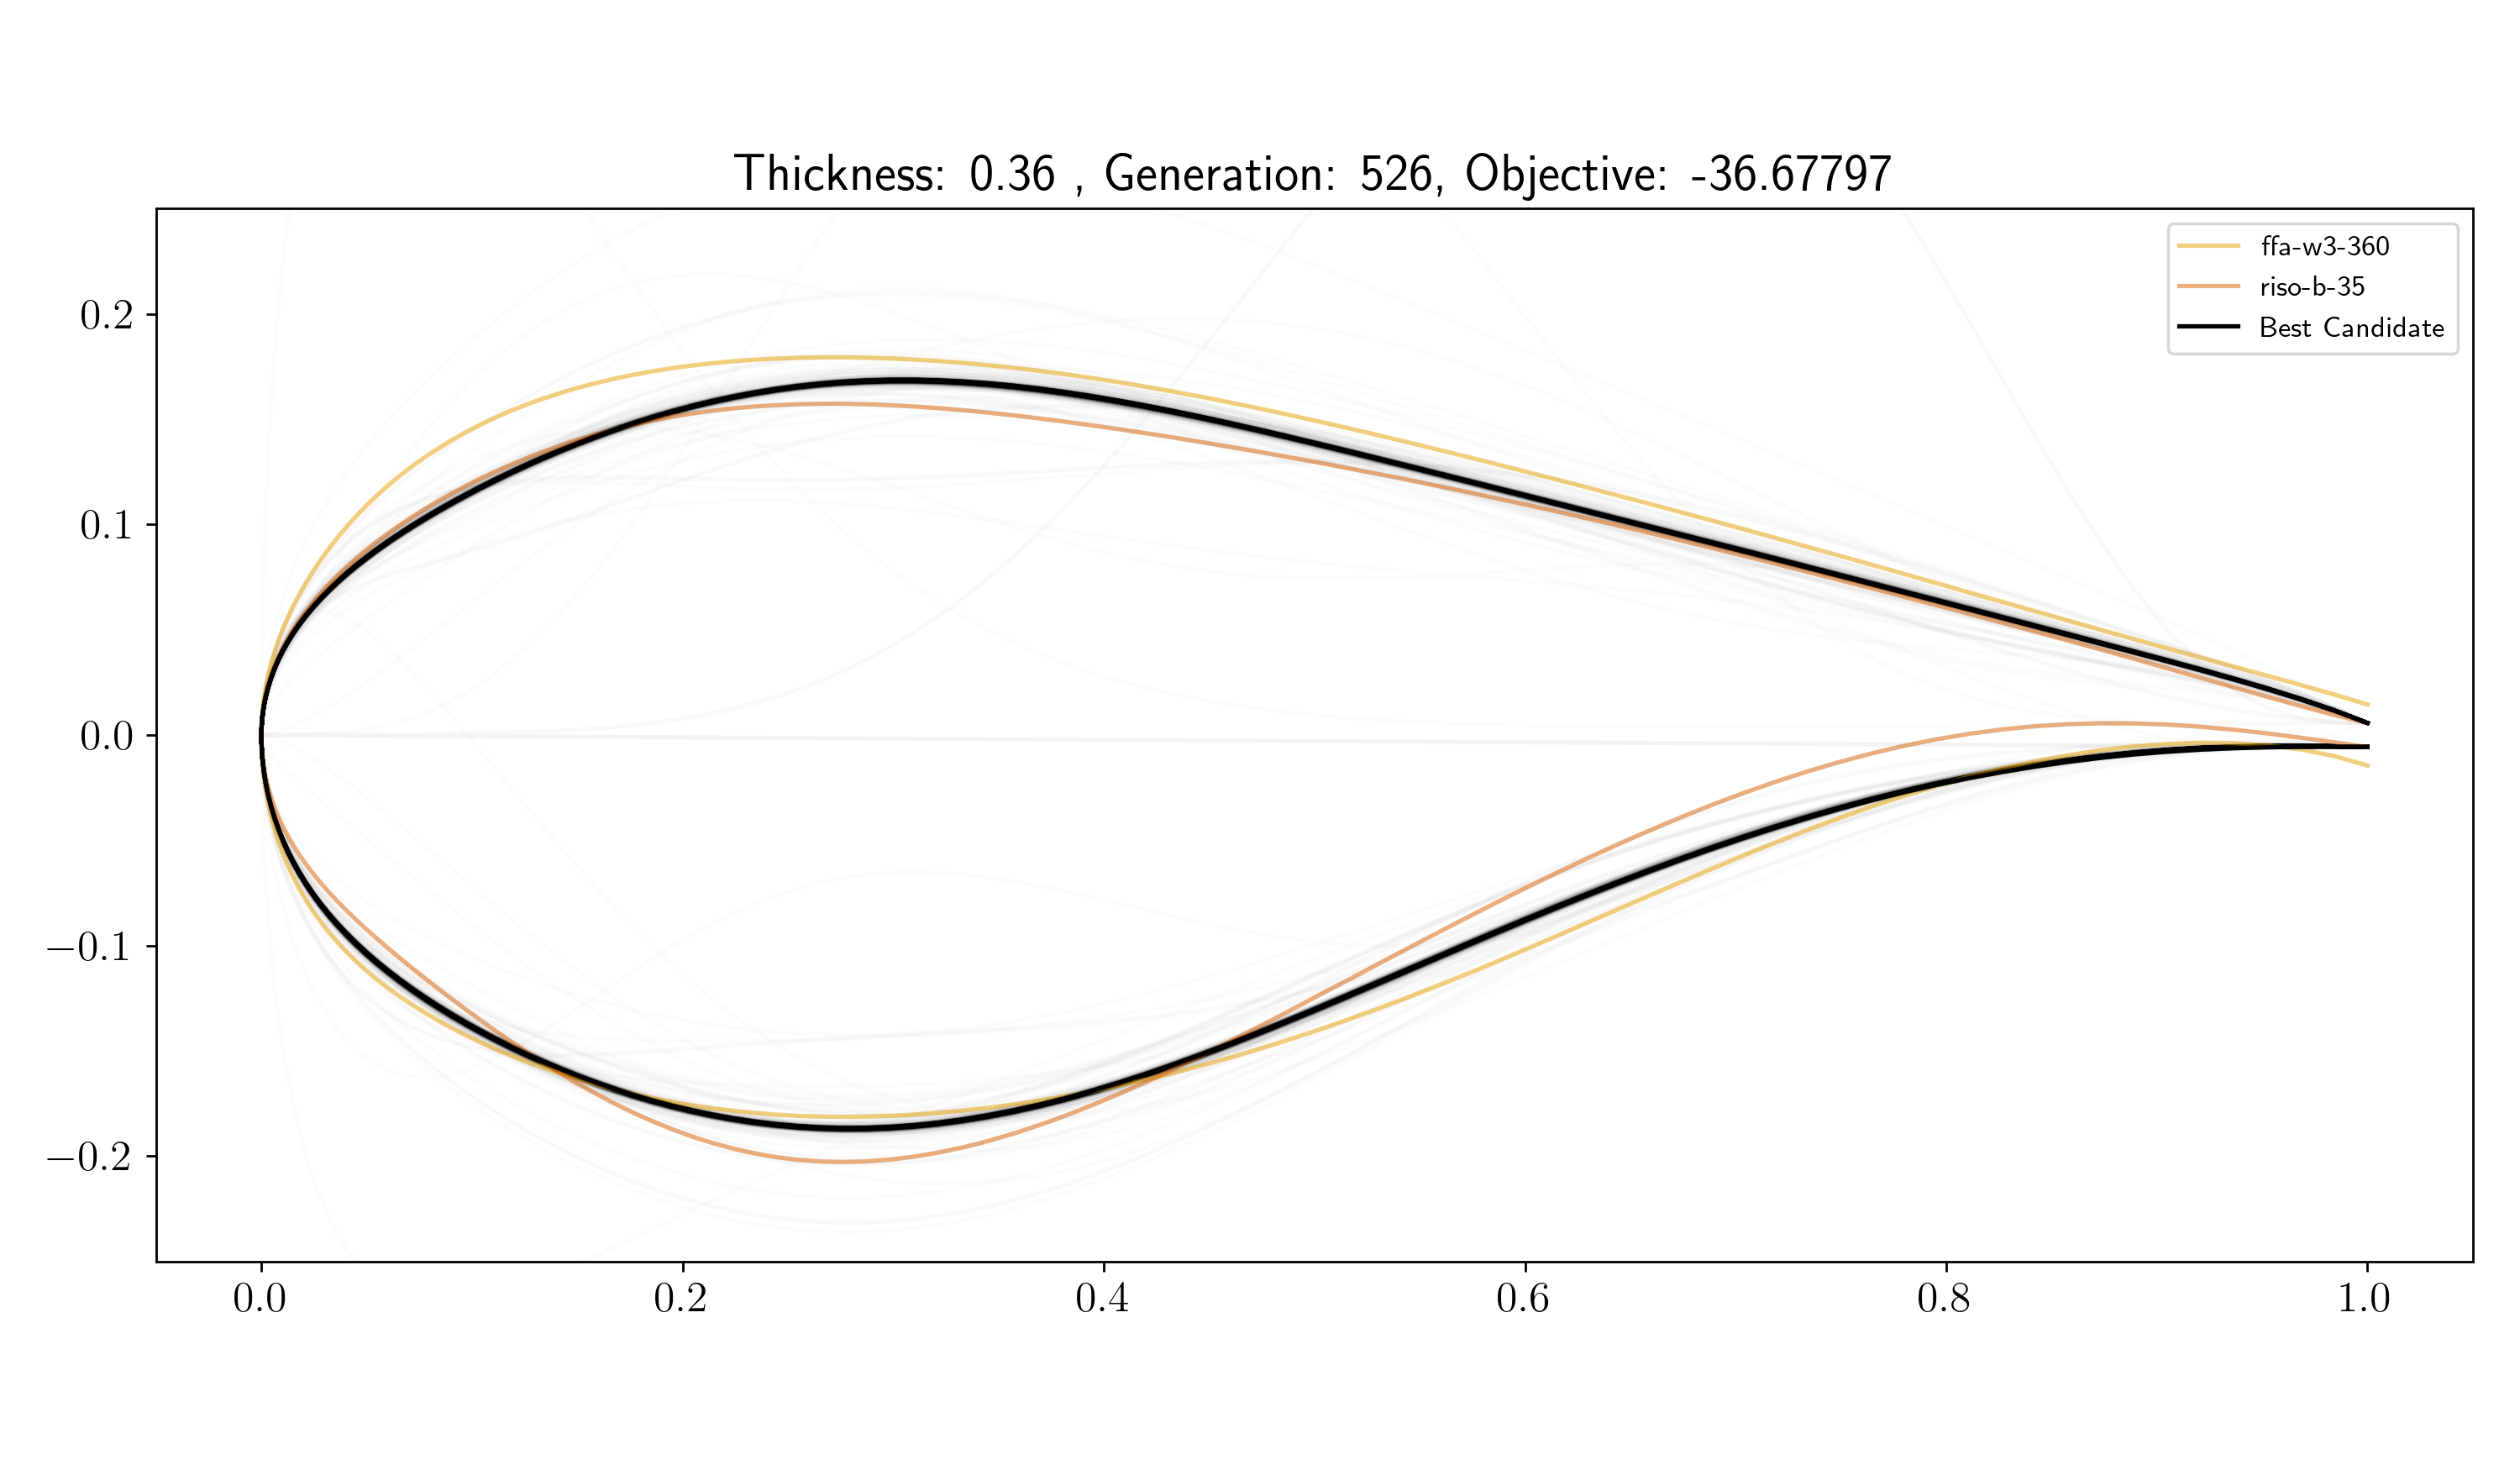 Thickness: 0.36 , Generation: 526, Objective: -36.67797
ffa-w3-360
riso-b-35
Best Candidate
0.2
0.1
0.0
−0.1
−0.2
0.0 0.2 0.4 0.6 0.8 1.0